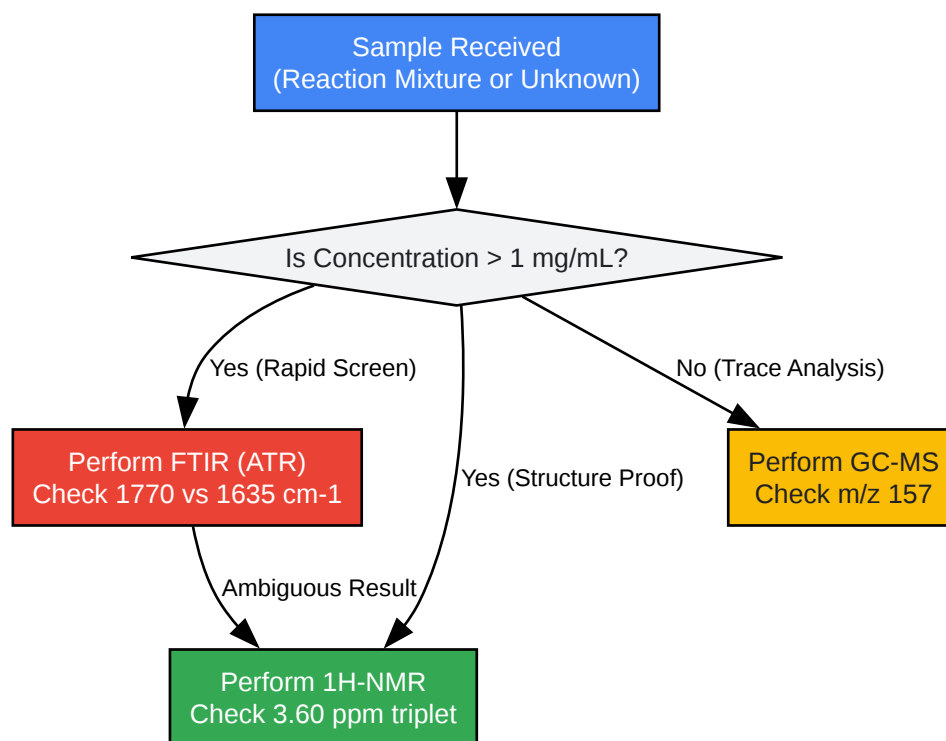 Sample Received
(Reaction Mixture or Unknown)
Is Concentration > 1 mg/mL?
Yes (Rapid Screen)
No (Trace Analysis)
Perform FTIR (ATR)
Check 1770 vs 1635 cm-1
Yes (Structure Proof)
Perform GC-MS
Check m/z 157
Ambiguous Result
Perform 1H-NMR
Check 3.60 ppm triplet